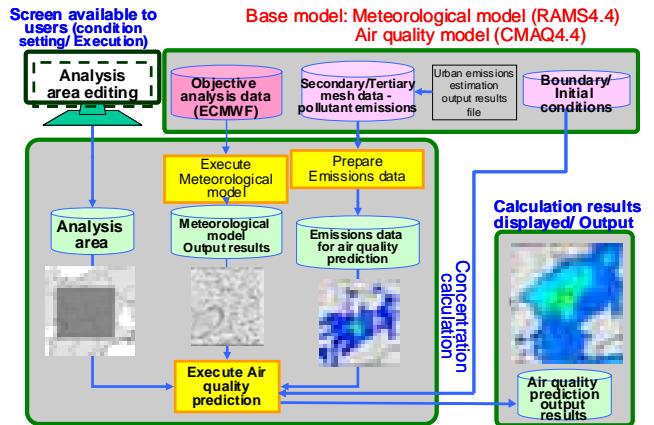 Screen available to
users (condition
setting/ Execution)
Base model: Meteorological model (RAMS4.4)
Air quality model (CMAQ4.4)
Analysis
area editing
Objective
analysis data
(ECMWF)
Secondary/Tertiary
mesh data -
pollutant emissions
Urban emissions
estimation
output results
file
Boundary/
Initial
conditions
Execute
Meteorological
model
Prepare
Emissions data
Analysis
area
Meteorological
model
Output results
Emissions data
for air quality
prediction
Calculation results
displayed/ Output
Concentration
calculation
Execute Air
quality
prediction
Air quality
prediction
output
results